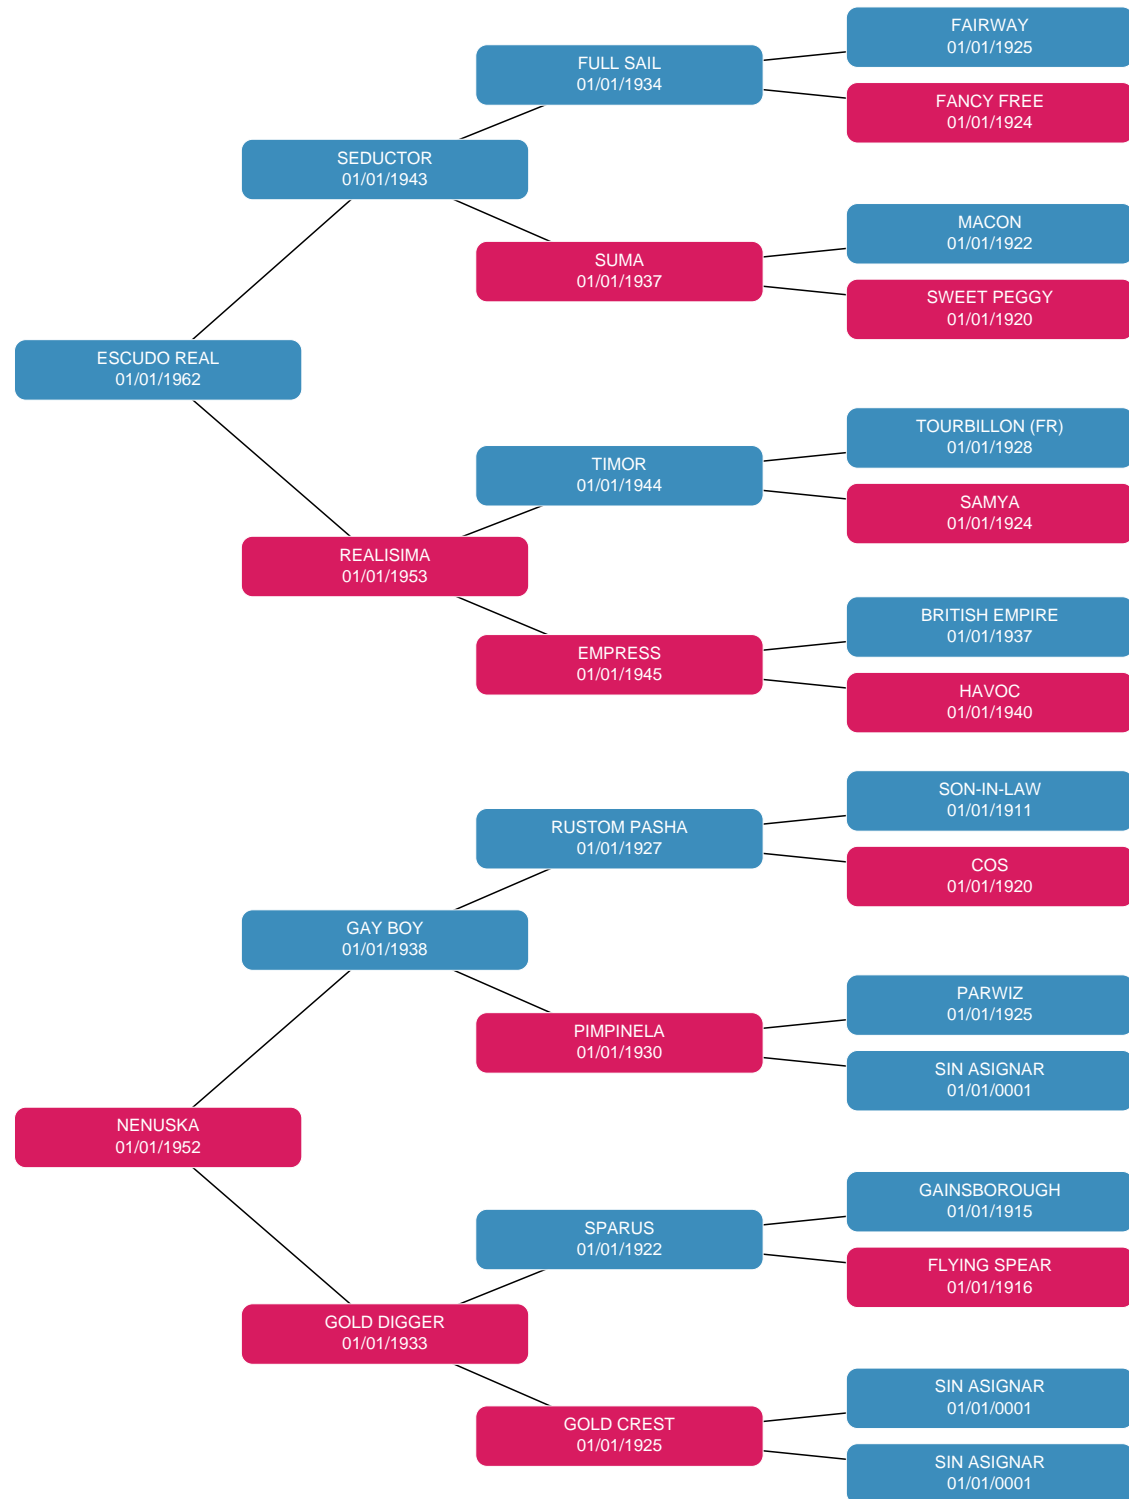 FAIRWAY
01/01/1925
FULL SAIL
01/01/1934
FANCY FREE
01/01/1924
SEDUCTOR
01/01/1943
MACON
01/01/1922
SUMA
01/01/1937
SWEET PEGGY
01/01/1920
ESCUDO REAL
01/01/1962
TOURBILLON (FR)
01/01/1928
TIMOR
01/01/1944
SAMYA
01/01/1924
REALISIMA
01/01/1953
BRITISH EMPIRE
01/01/1937
EMPRESS
01/01/1945
HAVOC
01/01/1940
SON-IN-LAW
01/01/1911
RUSTOM PASHA
01/01/1927
COS
01/01/1920
GAY BOY
01/01/1938
PARWIZ
01/01/1925
PIMPINELA
01/01/1930
SIN ASIGNAR
01/01/0001
NENUSKA
01/01/1952
GAINSBOROUGH
01/01/1915
SPARUS
01/01/1922
FLYING SPEAR
01/01/1916
GOLD DIGGER
01/01/1933
SIN ASIGNAR
01/01/0001
GOLD CREST
01/01/1925
SIN ASIGNAR
01/01/0001